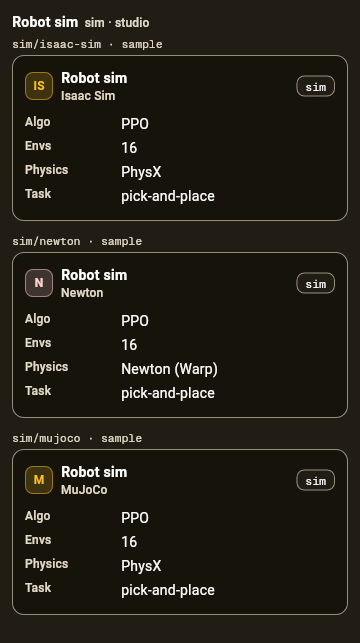 Robot sim sim · studio
sim/isaac-sim · sample
IS Robot sim sim
Isaac Sim
Algo PPO
Envs 16
Physics PhysX
Task pick-and-place
sim/newton · sample
N Robot sim sim
Newton
Algo PPO
Envs 16
Physics Newton (Warp)
Task pick-and-place
sim/mujoco · sample
M Robot sim sim
MuJoCo
Algo PPO
Envs 16
Physics PhysX
Task pick-and-place